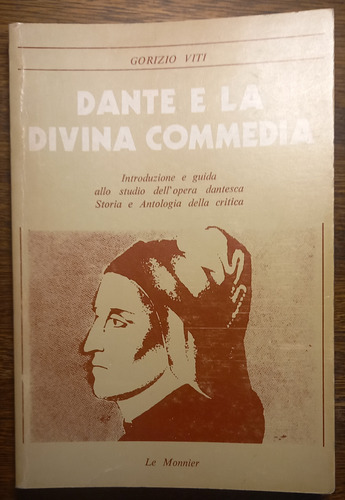 GORIZIO VITI
DANTE E LA
DIVINA COMMEDIA
Introduzione e guida
allo studio dell'opera dantesca
Storia e Antologia della critica
Le Monnier